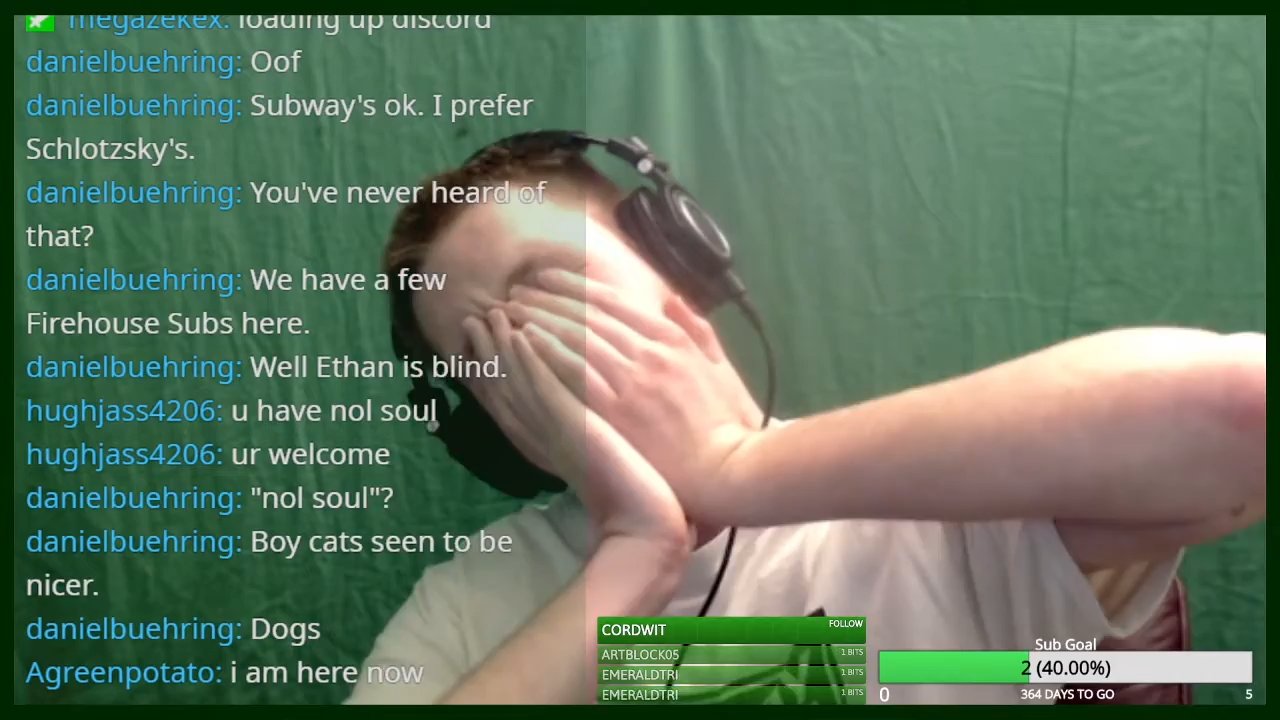 megazekex: loading up discord
danielbuehring: Oof
danielbuehring: Subway's ok. I prefer
Schlotzsky's.
danielbuehring: You've never heard of
that?
danielbuehring: We have a few
Firehouse Subs here.
danielbuehring: Well Ethan is blind.
hughjass4206: u have nol soul
hughjass4206: ur welcome
danielbuehring: "nol soul"?
danielbuehring: Boy cats seen to be
nicer.
danielbuehring: Dogs
Agreenpotato: i am here now
CORDWIT FOLLOW
ARTBLOCK05 1 BITS
EMERALDTRI 1 BITS
EMERALDTRI 1 BITS
Sub Goal
2 (40.00%)
0 364 DAYS TO GO 5